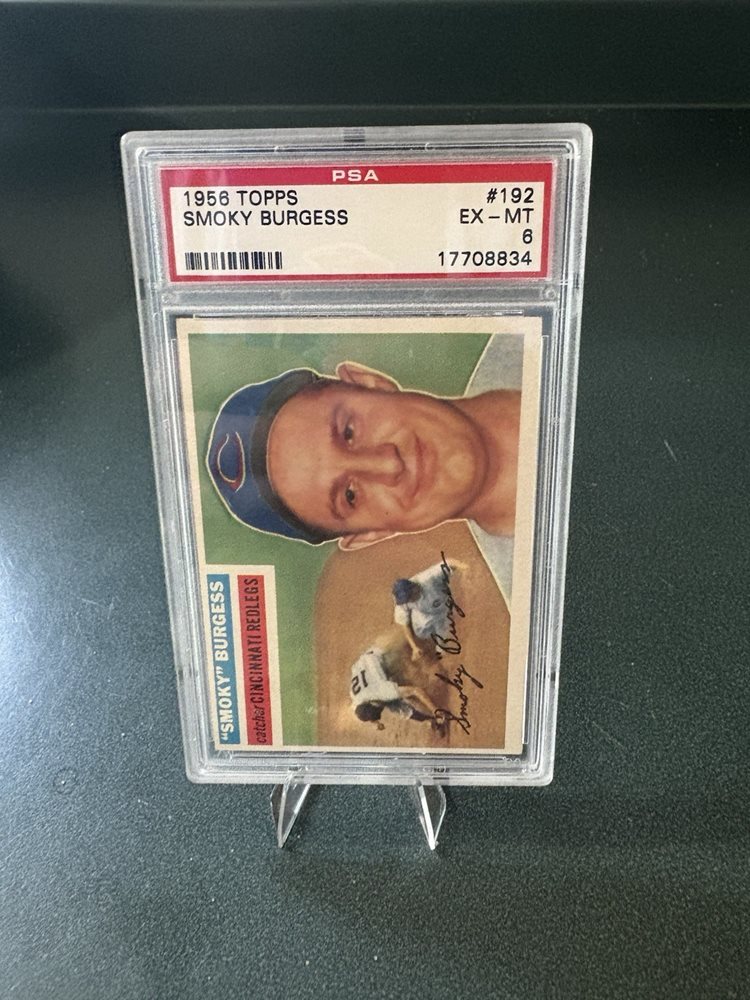 PSA
1956 TOPPS #192
SMOKY BURGESS EX - MT
6
17708834
C
"SMOKY" BURGESS
catcher CINCINNATI REDLEGS
12
Smoky "Burgess